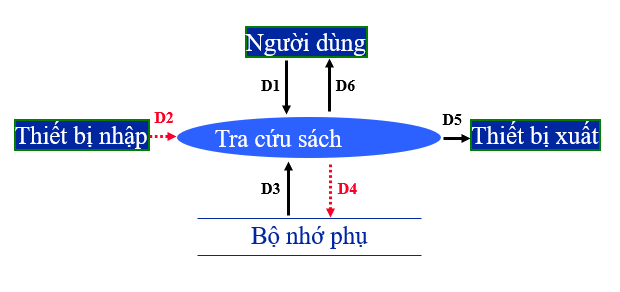 Người dùng
D1
D6
Thiết bị nhập
D2
Tra cứu sách
D5
Thiết bị xuất
D3
D4
Bộ nhớ phụ